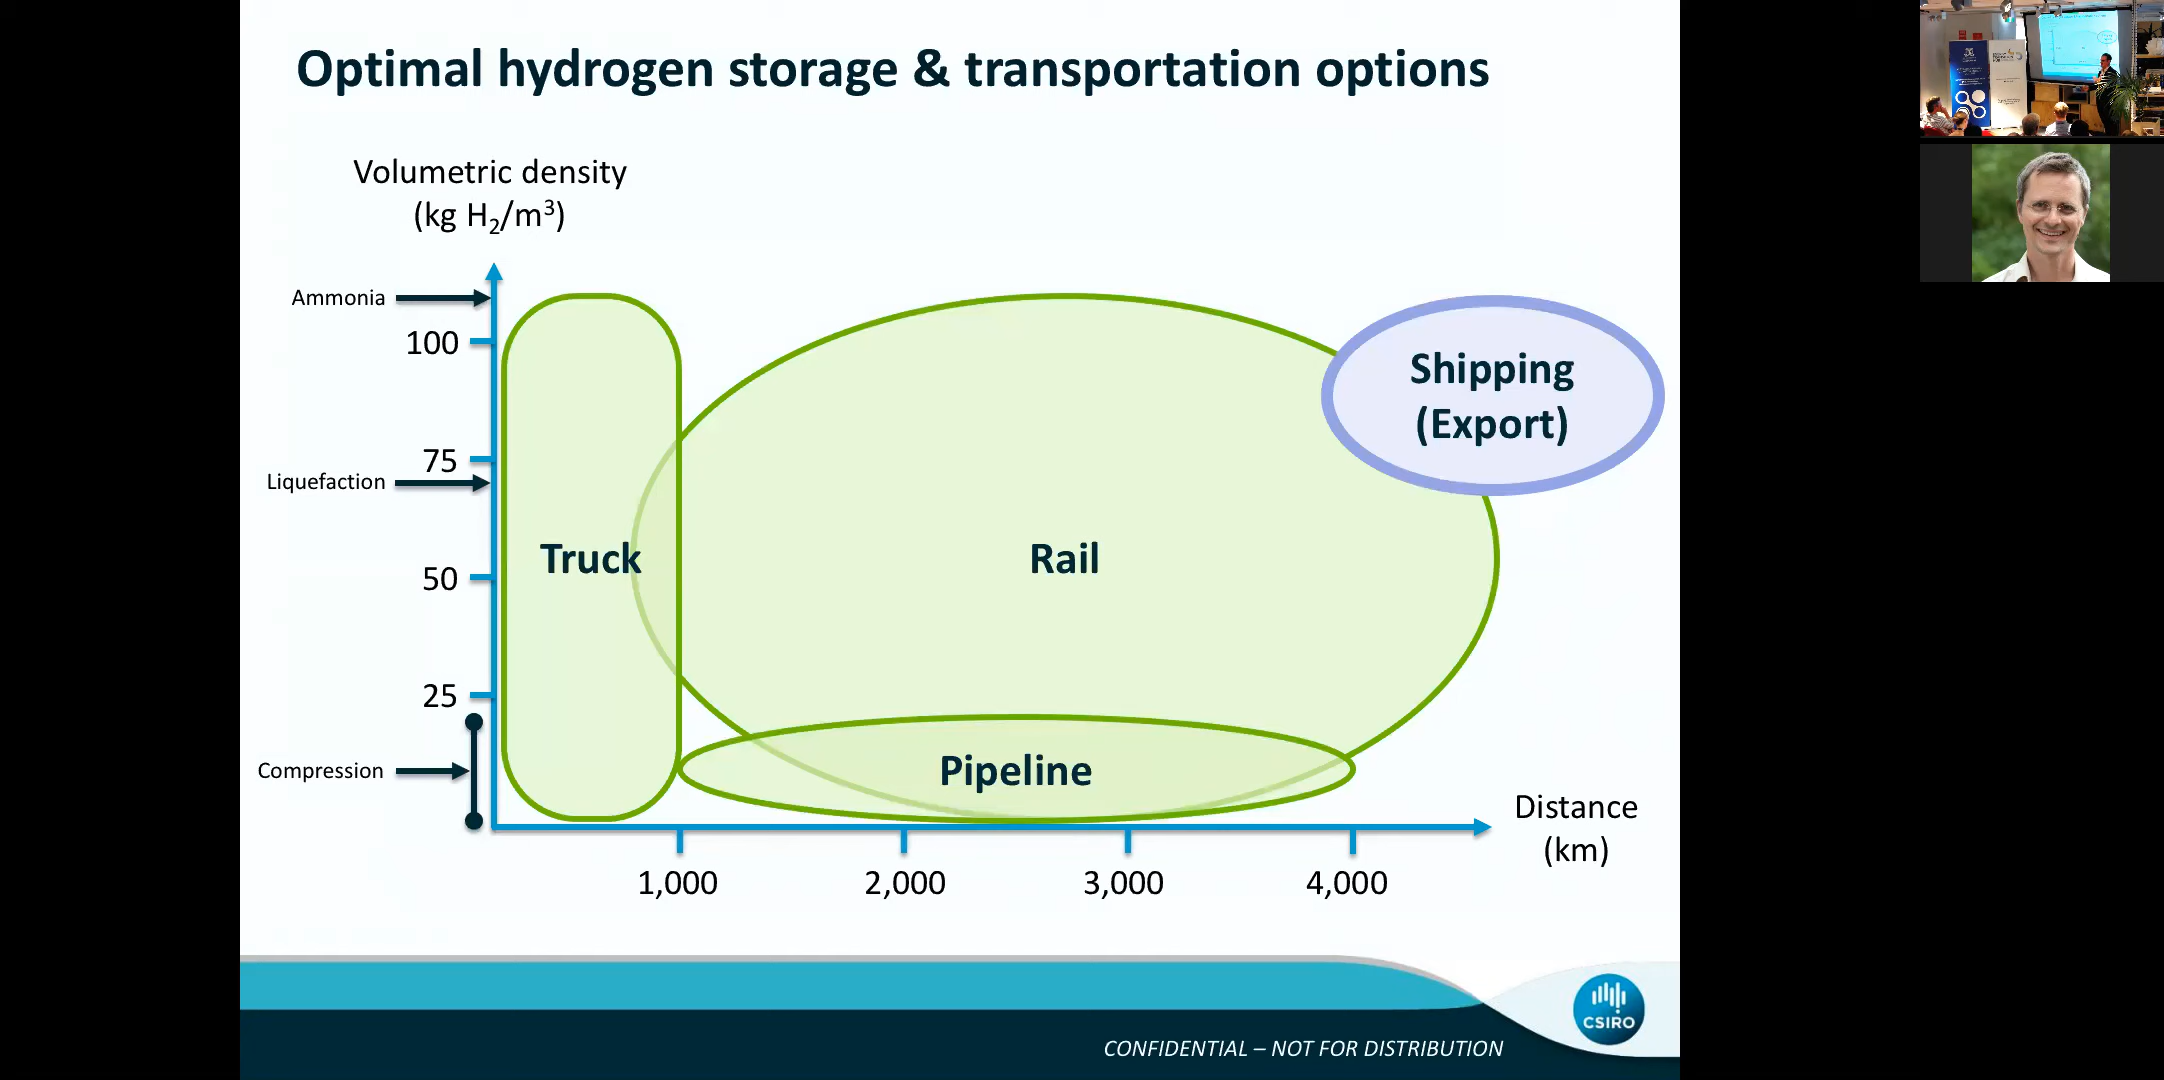 Optimal hydrogen storage & transportation options
Volumetric density
(kg H₂/m³)
Ammonia
100
75
Liquefaction
50
25
Compression
Truck
Rail
Pipeline
Shipping
(Export)
Distance
(km)
1,000
2,000
3,000
4,000
CSIRO
CONFIDENTIAL – NOT FOR DISTRIBUTION